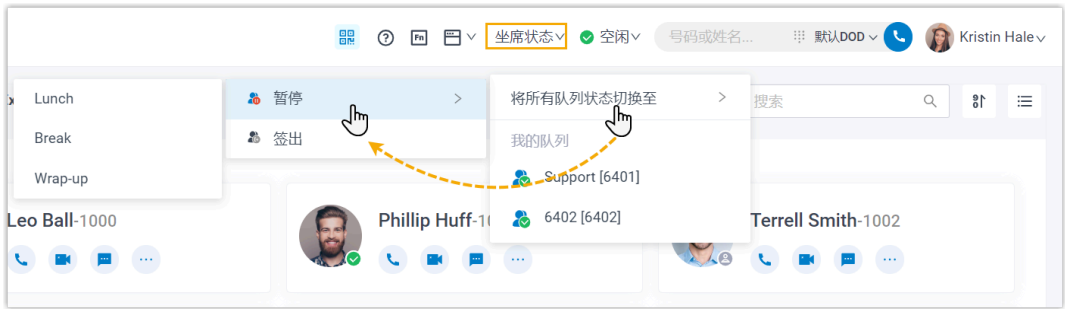 Fn
坐席状态
空闲
号码或姓名...
默认DOD
Kristin Hale
Lunch
Break
Wrap-up
暂停
签出
将所有队列状态切换至
我的队列
Support [6401]
6402 [6402]
搜索
Leo Ball-1000
Phillip Huff-1
Terrell Smith-1002